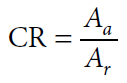 CR = A_a / A_r